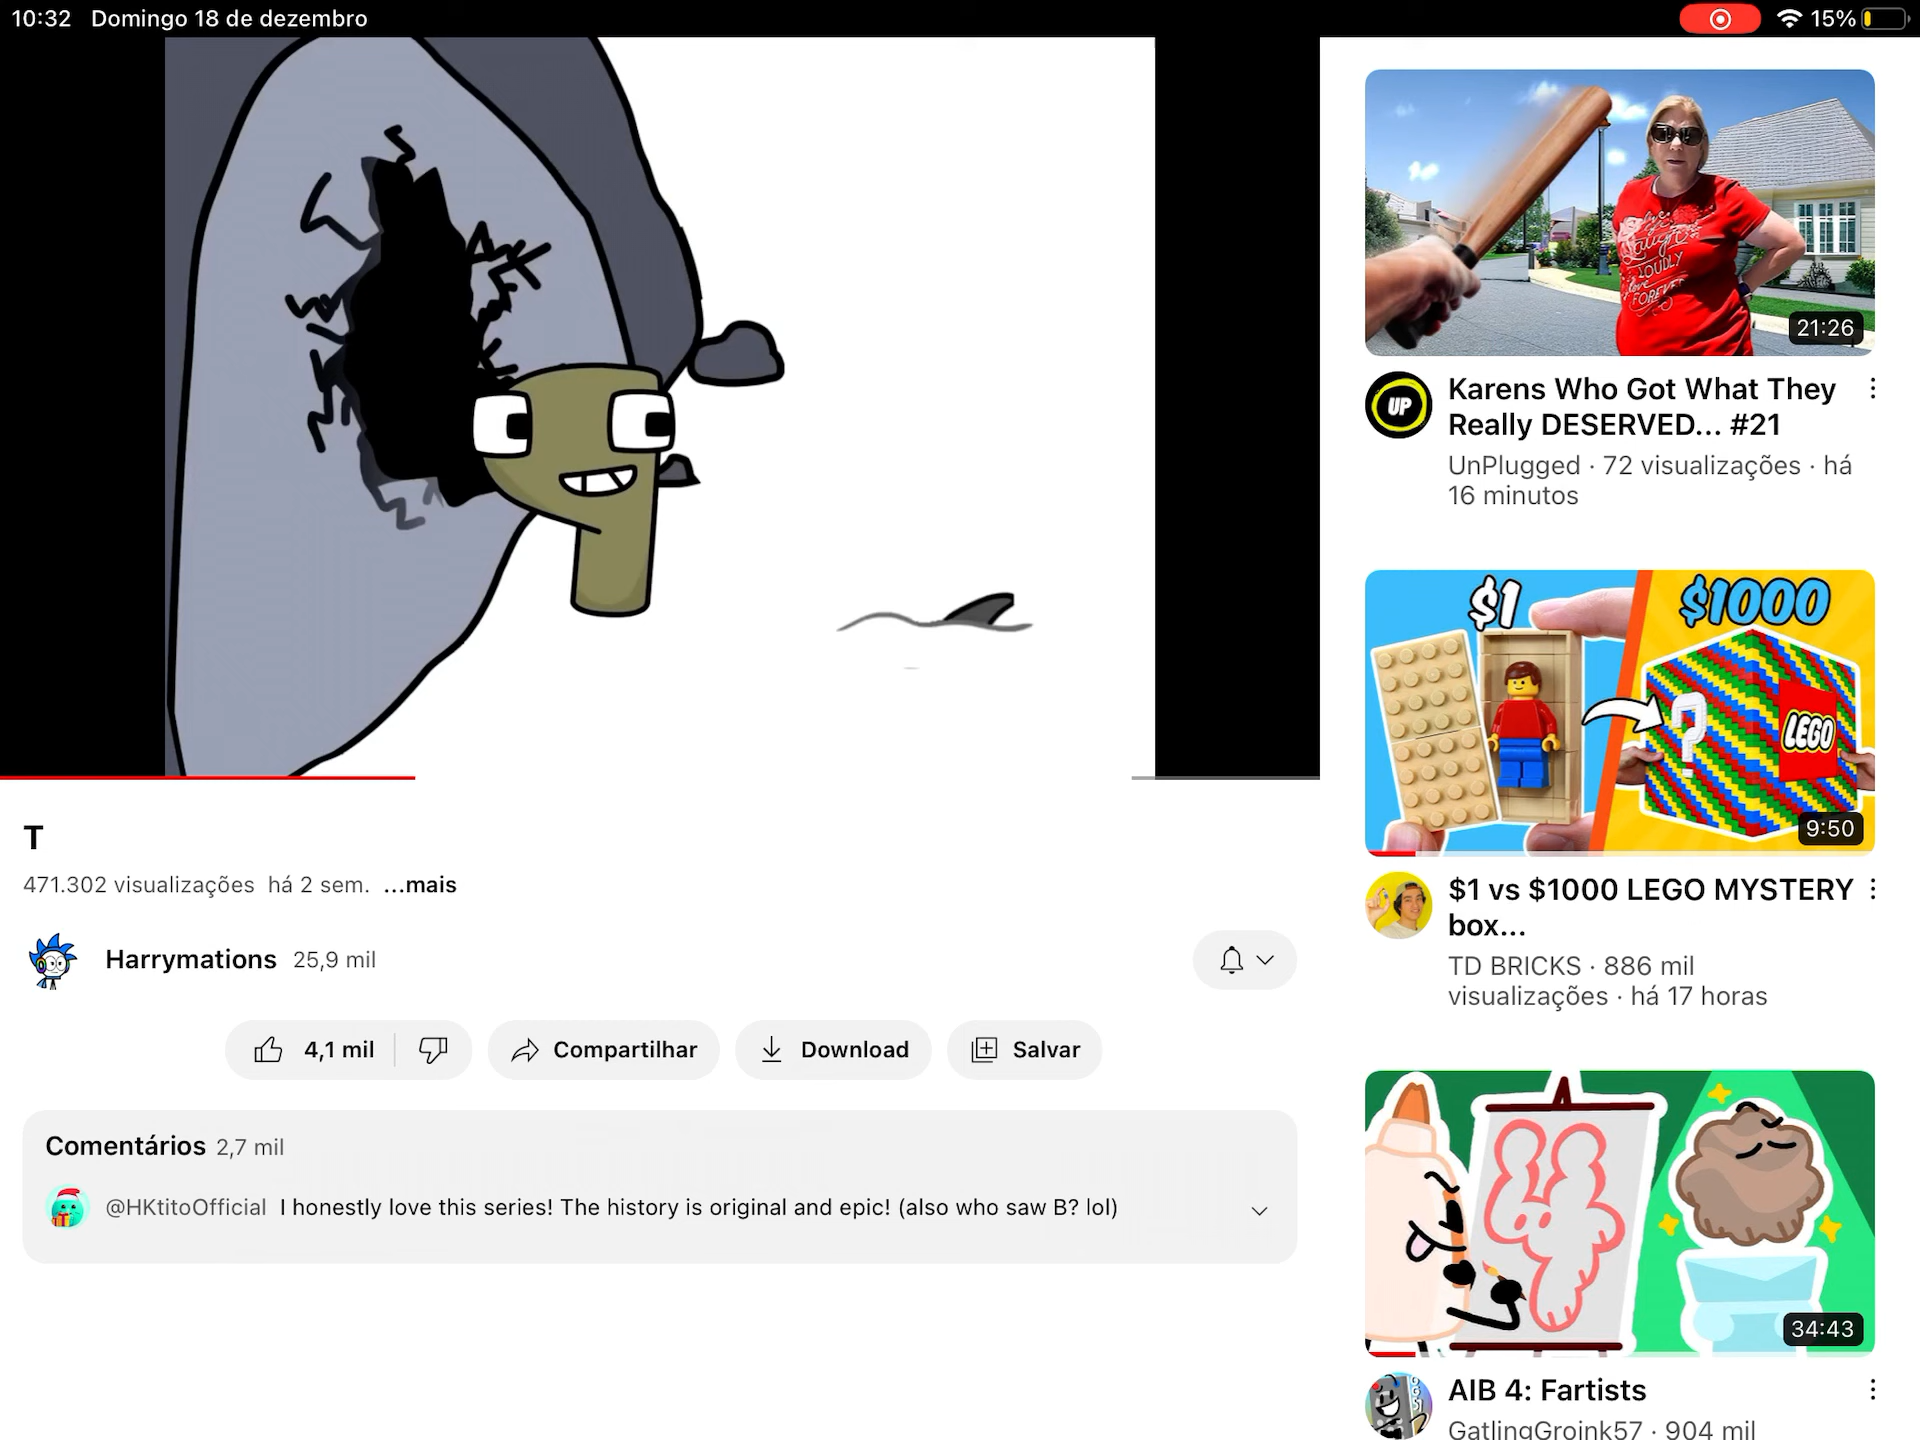 10:32 Domingo 18 de dezembro
15%
21:26
UP
Karens Who Got What They
Really DESERVED... #21
UnPlugged · 72 visualizações · há
16 minutos
$1
$1000
?
LEGO
9:50
$1 vs $1000 LEGO MYSTERY
box...
TD BRICKS · 886 mil
visualizações · há 17 horas
34:43
AIB 4: Fartists
GatlingGroink57 · 904 mil
T
471.302 visualizações há 2 sem. ...mais
Harrymations 25,9 mil
4,1 mil
Compartilhar
Download
Salvar
Comentários 2,7 mil
@HKtitoOfficial I honestly love this series! The history is original and epic! (also who saw B? lol)